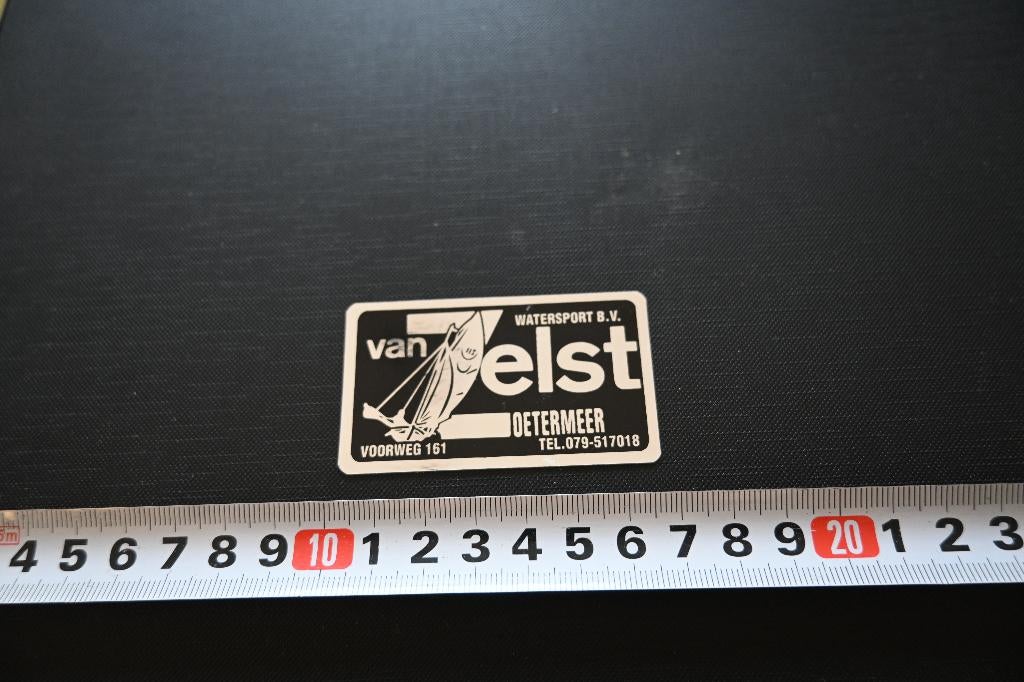 WATERSPORT B.V.
van Zelst
ZOETERMEER
VOORWEG 161
TEL.079-517018
5m
4 5 6 7 8 9 10 1 2 3 4 5 6 7 8 9 20 1 2 3